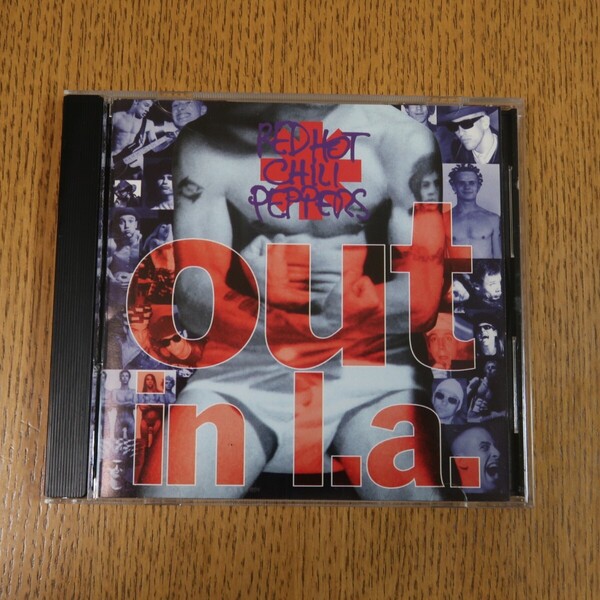 RED HOT
CHILI
PEPPERS
out
in l.a.